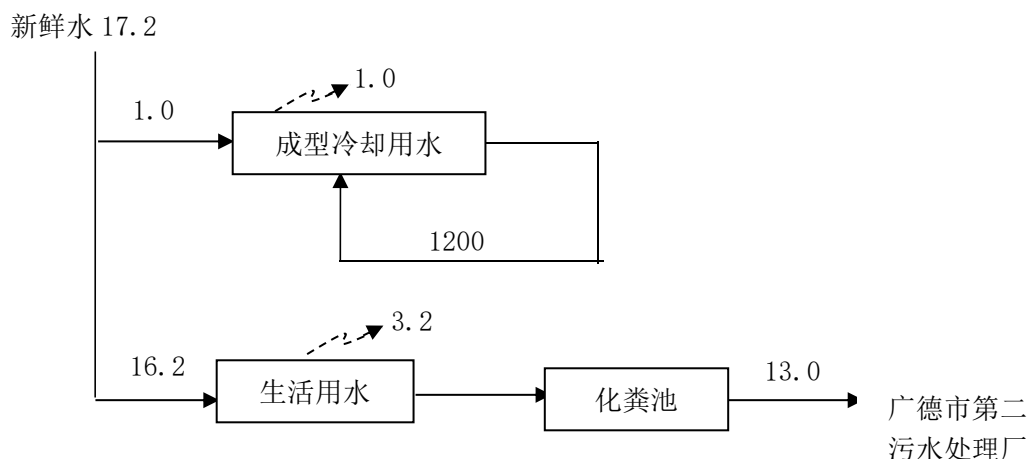 新鲜水 17.2
1.0
1.0
成型冷却用水
1200
3.2
16.2
生活用水
化粪池
13.0
广德市第二
污水处理厂